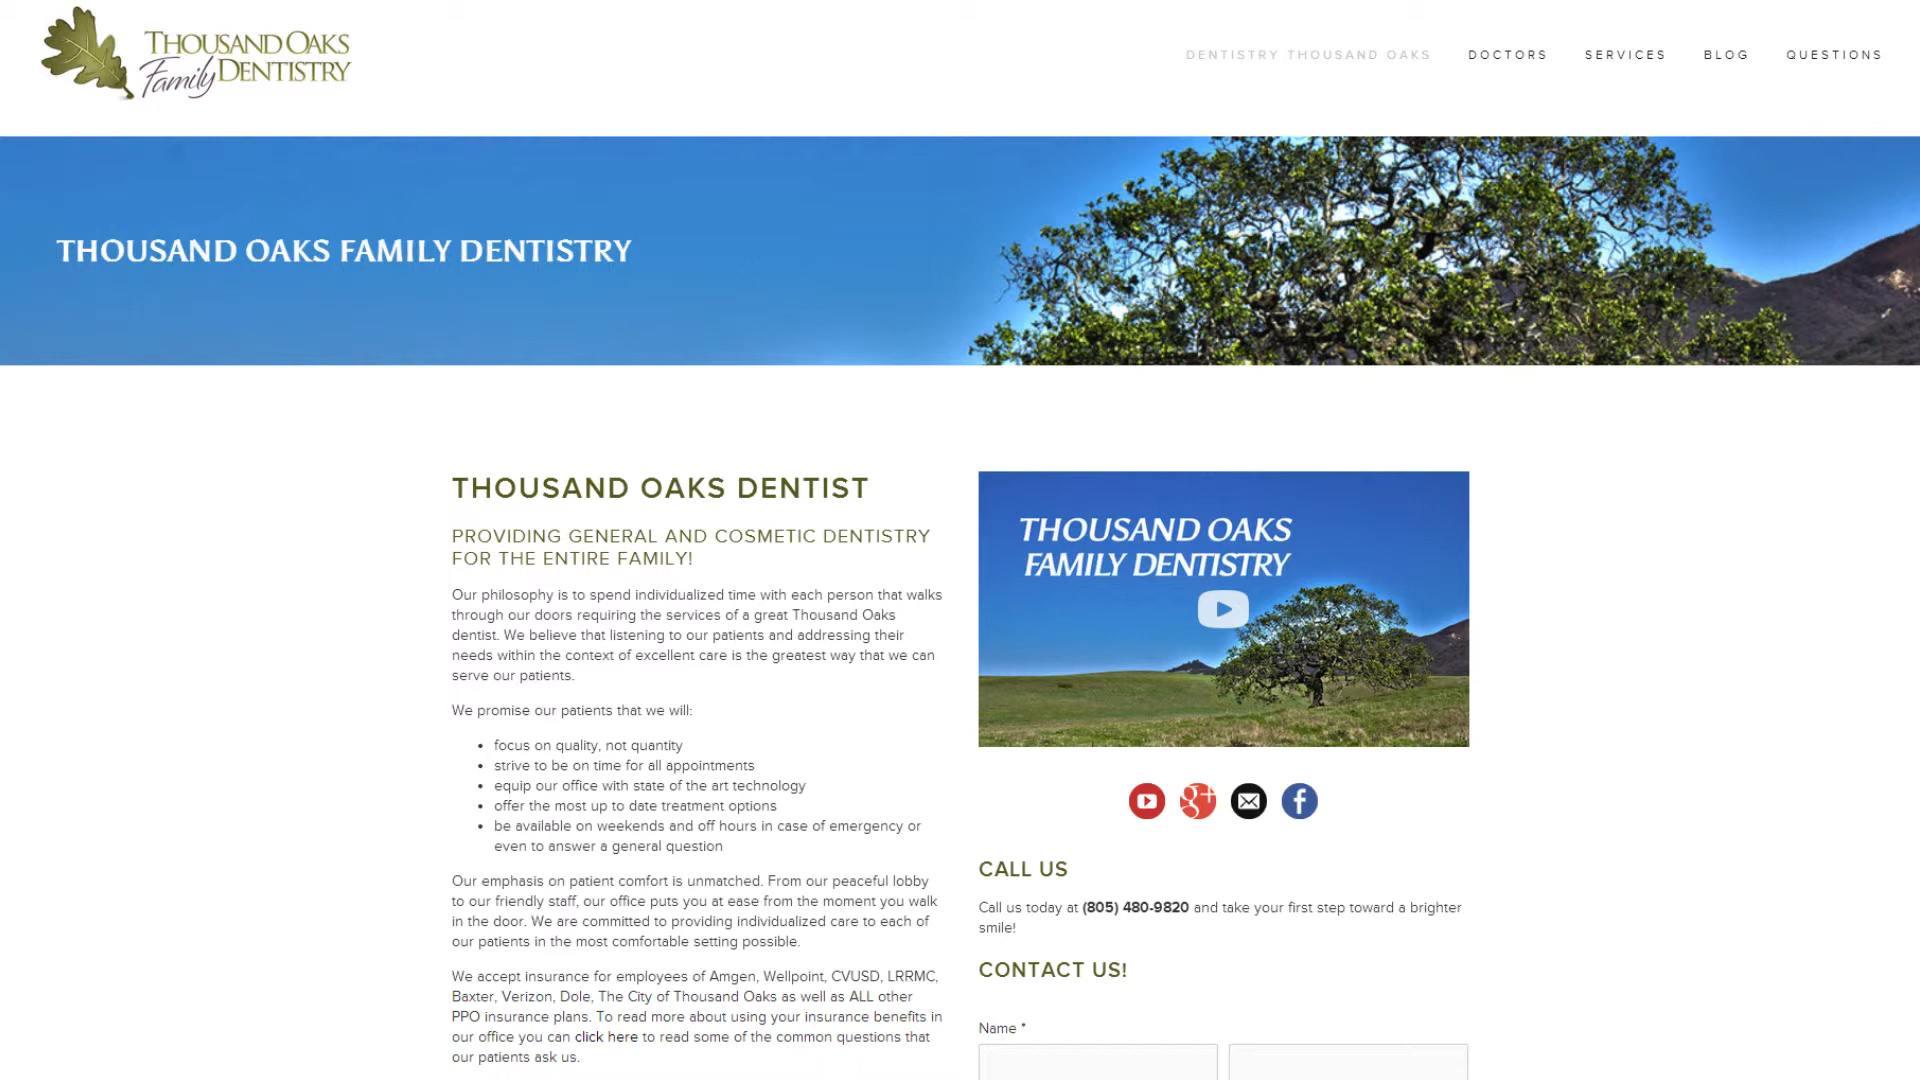 THOUSAND OAKS
Family DENTISTRY
DENTISTRY THOUSAND OAKS
DOCTORS
SERVICES
BLOG
QUESTIONS
THOUSAND OAKS FAMILY DENTISTRY
THOUSAND OAKS DENTIST
PROVIDING GENERAL AND COSMETIC DENTISTRY
FOR THE ENTIRE FAMILY!
Our philosophy is to spend individualized time with each person that walks
through our doors requiring the services of a great Thousand Oaks
dentist. We believe that listening to our patients and addressing their
needs within the context of excellent care is the greatest way that we can
serve our patients.
We promise our patients that we will:
• focus on quality, not quantity
• strive to be on time for all appointments
• equip our office with state of the art technology
• offer the most up to date treatment options
• be available on weekends and off hours in case of emergency or
even to answer a general question
Our emphasis on patient comfort is unmatched. From our peaceful lobby
to our friendly staff, our office puts you at ease from the moment you walk
in the door. We are committed to providing individualized care to each of
our patients in the most comfortable setting possible.
We accept insurance for employees of Amgen, Wellpoint, CVUSD, LRRMC,
Baxter, Verizon, Dole, The City of Thousand Oaks as well as ALL other
PPO insurance plans. To read more about using your insurance benefits in
our office you can click here to read some of the common questions that
our patients ask us.
THOUSAND OAKS
FAMILY DENTISTRY
g+
f
CALL US
Call us today at (805) 480-9820 and take your first step toward a brighter
smile!
CONTACT US!
Name *